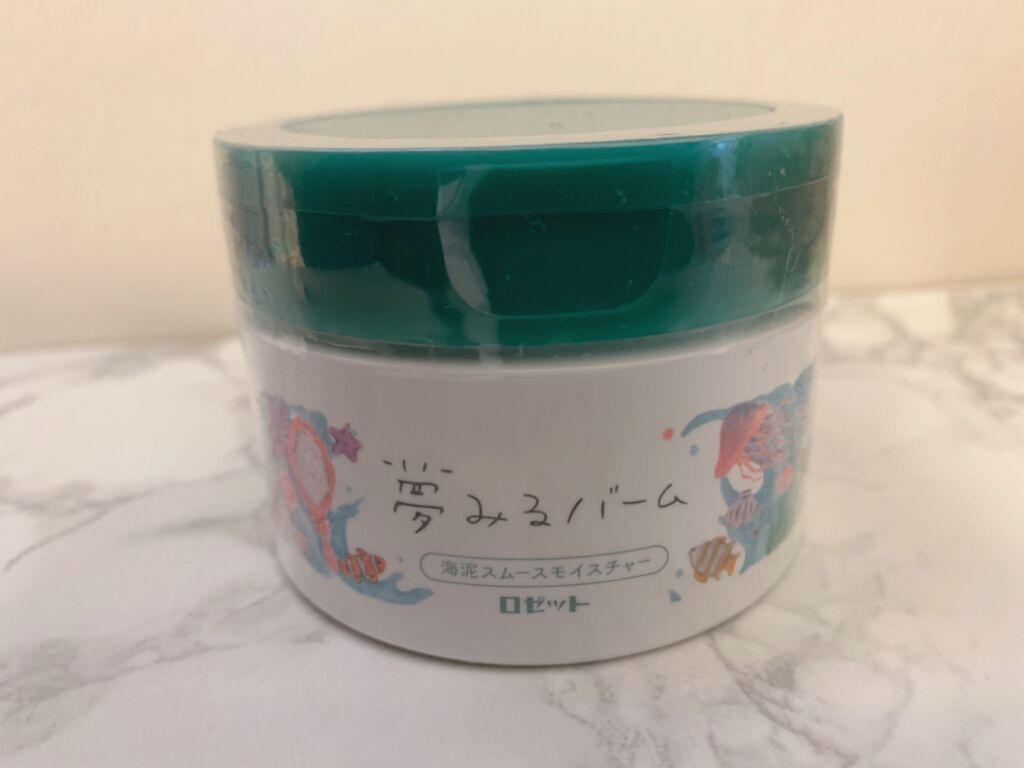 夢みるバーム
海泥スムースモイスチャー
ロゼット